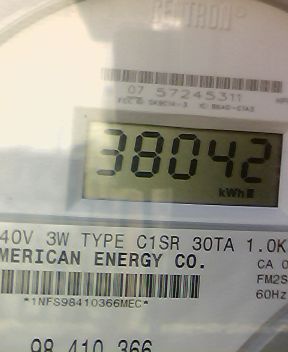 CENTRON®
07 57245311
38042
kWh
40V 3W TYPE C1SR 30TA 1.0K
MERICAN ENERGY CO.
CA 0
FM2S
60Hz
*1NFS98410366MEC*
98 410 366